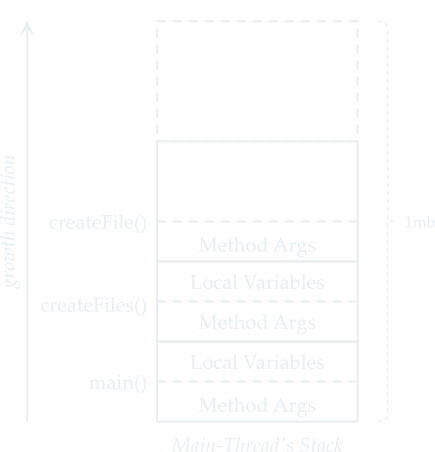 growth direction
createFile()
1mb
Method Args
Local Variables
createFiles()
Method Args
Local Variables
main()
Method Args
Main-Thread's Stack